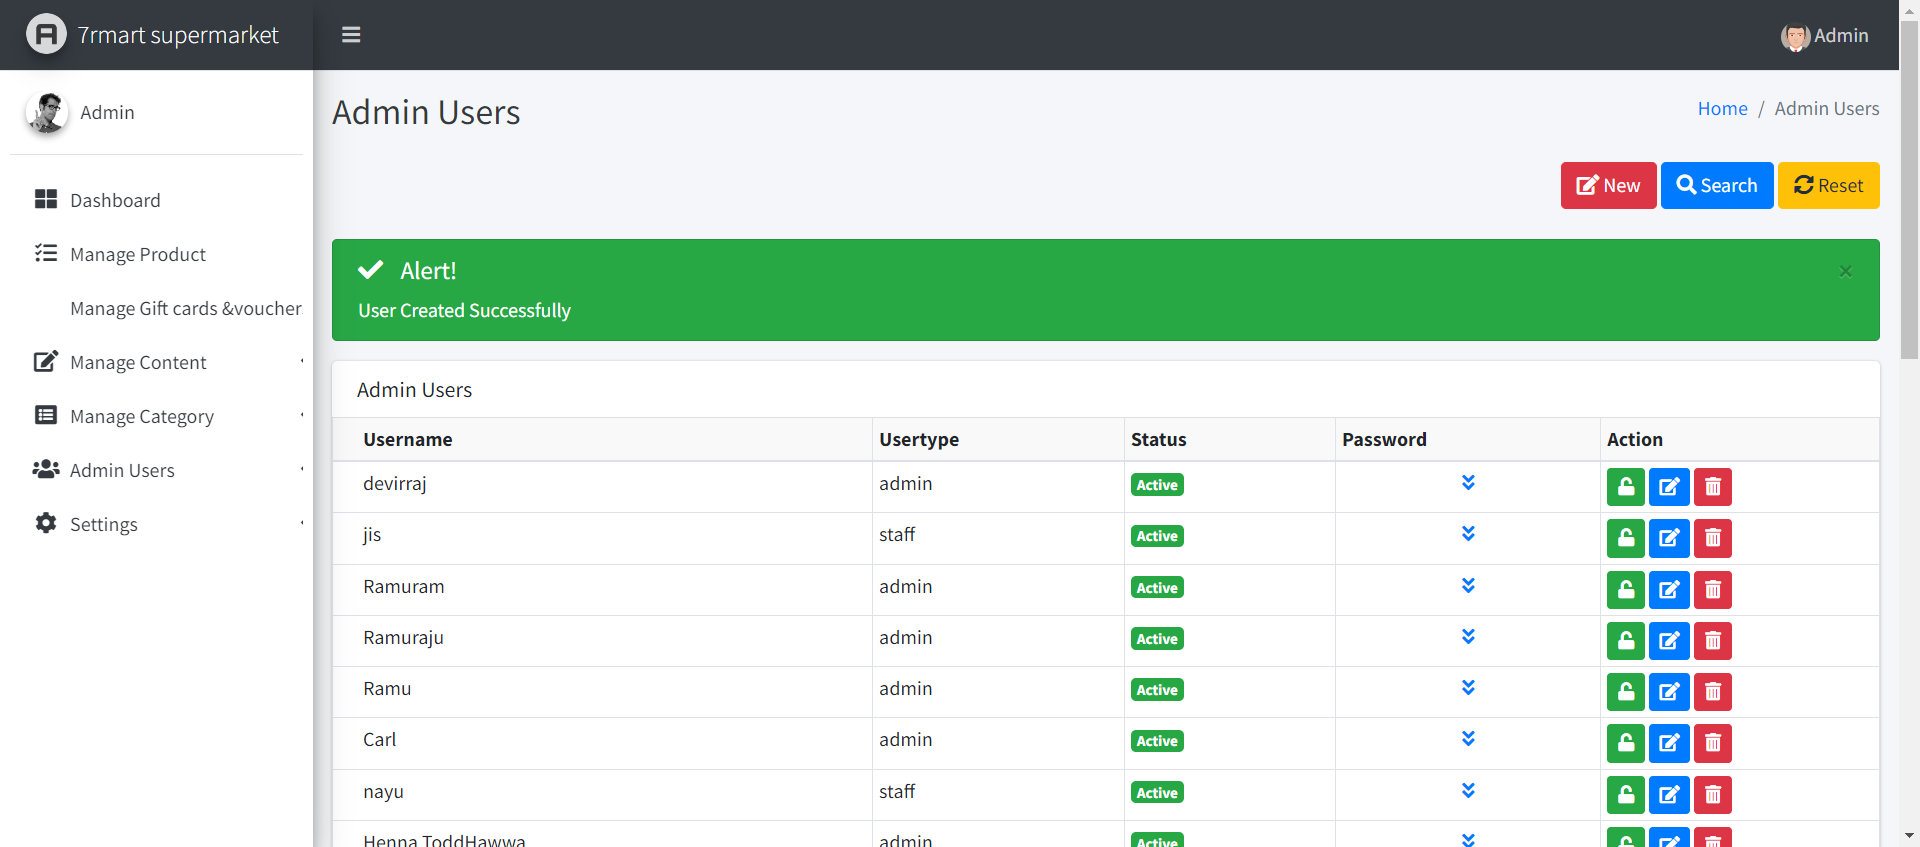 7rmart supermarket
Admin
Admin
Dashboard
Manage Product
Manage Gift cards &voucher
Manage Content
Manage Category
Admin Users
Settings
Admin Users
Home / Admin Users
New Search Reset
Alert!
×
User Created Successfully
Admin Users
Username Usertype Status Password Action
devirraj admin Active
jis staff Active
Ramuram admin Active
Ramuraju admin Active
Ramu admin Active
Carl admin Active
nayu staff Active
Henna ToddHawwa admin Active